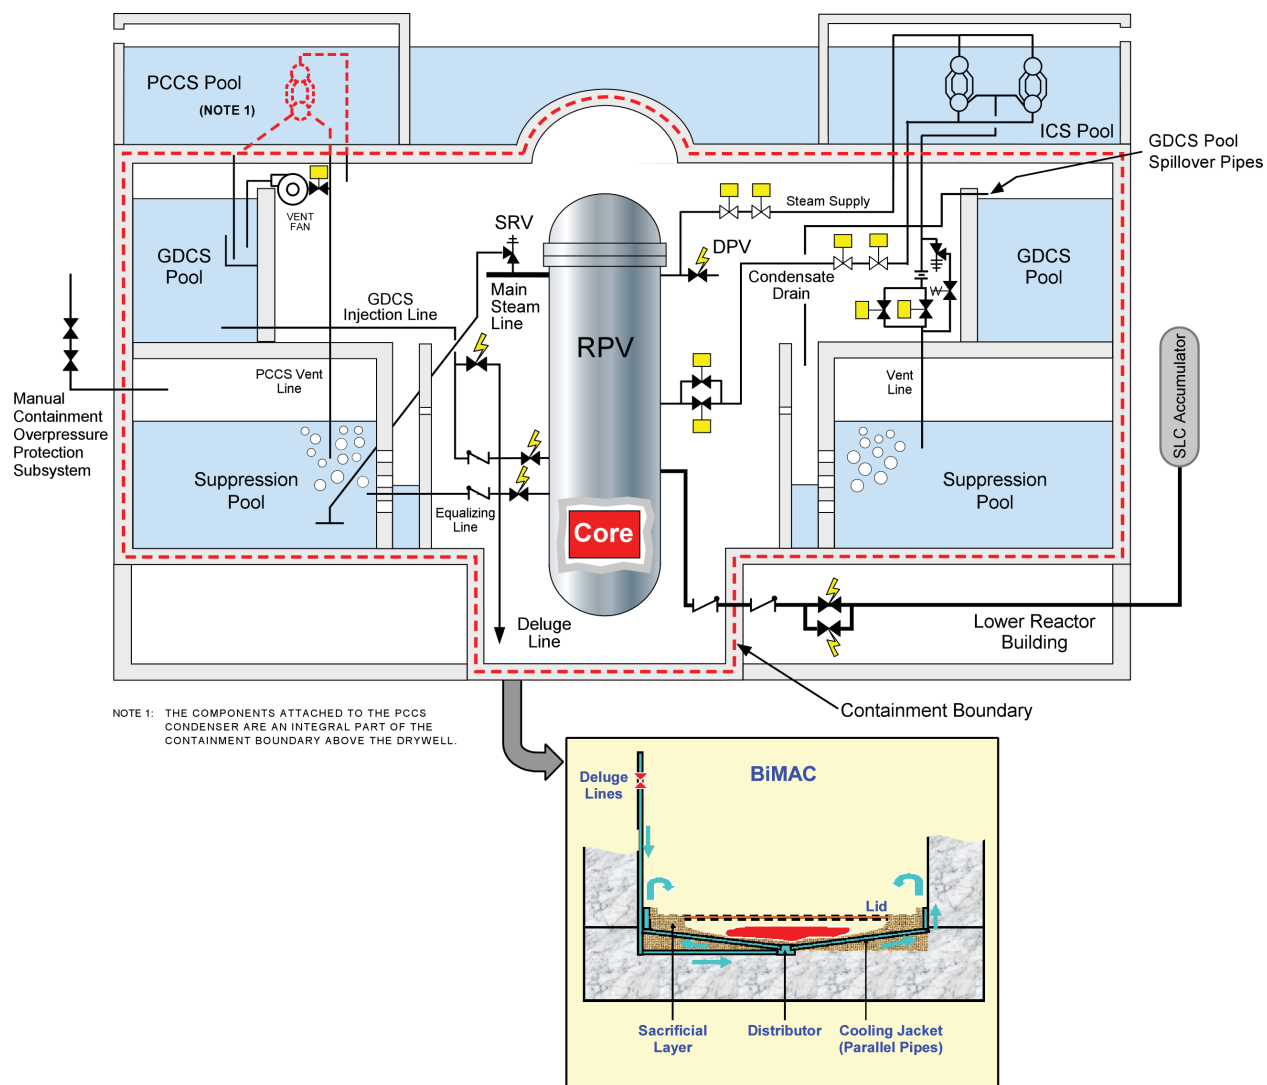 PCCS Pool
(NOTE 1)
ICS Pool
GDCS Pool
Spillover Pipes
VENT
FAN
SRV
Steam Supply
DPV
GDCS
Pool
GDCS
Injection Line
Main
Steam
Line
Condensate
Drain
GDCS
Pool
RPV
PCCS Vent
Line
Vent
Line
Manual
Containment
Overpressure
Protection
Subsystem
SLC Accumulator
Suppression
Pool
Equalizing
Line
Core
Suppression
Pool
Deluge
Line
Lower Reactor
Building
Containment Boundary
NOTE 1: THE COMPONENTS ATTACHED TO THE PCCS
CONDENSER ARE AN INTEGRAL PART OF THE
CONTAINMENT BOUNDARY ABOVE THE DRYWELL.
BiMAC
Deluge
Lines
Lid
Sacrificial
Layer
Distributor
Cooling Jacket
(Parallel Pipes)